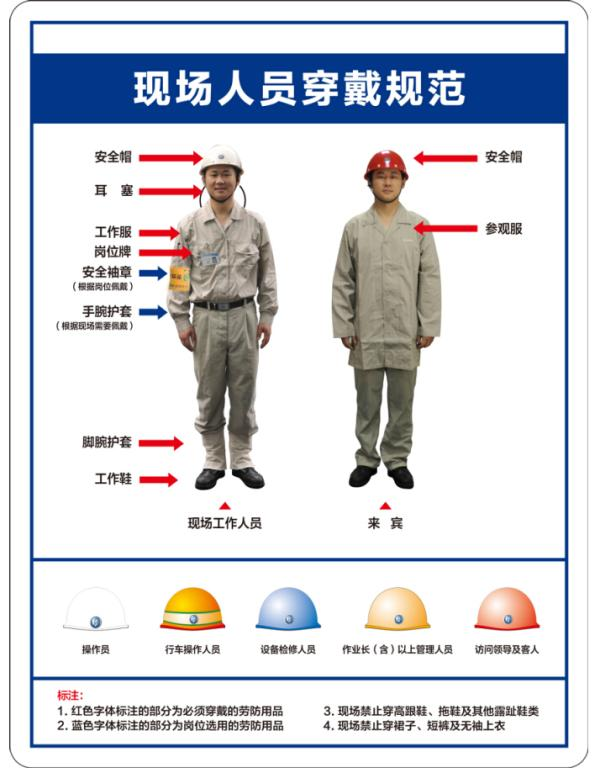 现场人员穿戴规范
安全帽
耳 塞
工作服
岗位牌
安全袖章
（根据岗位佩戴）
手腕护套
（根据现场需要佩戴）
脚腕护套
工作鞋
现场工作人员
安全帽
参观服
来 宾
操作员
行车操作人员
设备检修人员
作业长（含）以上管理人员
访问领导及客人
标注：
1. 红色字体标注的部分为必须穿戴的劳防用品
2. 蓝色字体标注的部分为岗位选用的劳防用品
3. 现场禁止穿高跟鞋、拖鞋及其他露趾鞋类
4. 现场禁止穿裙子、短裤及无袖上衣